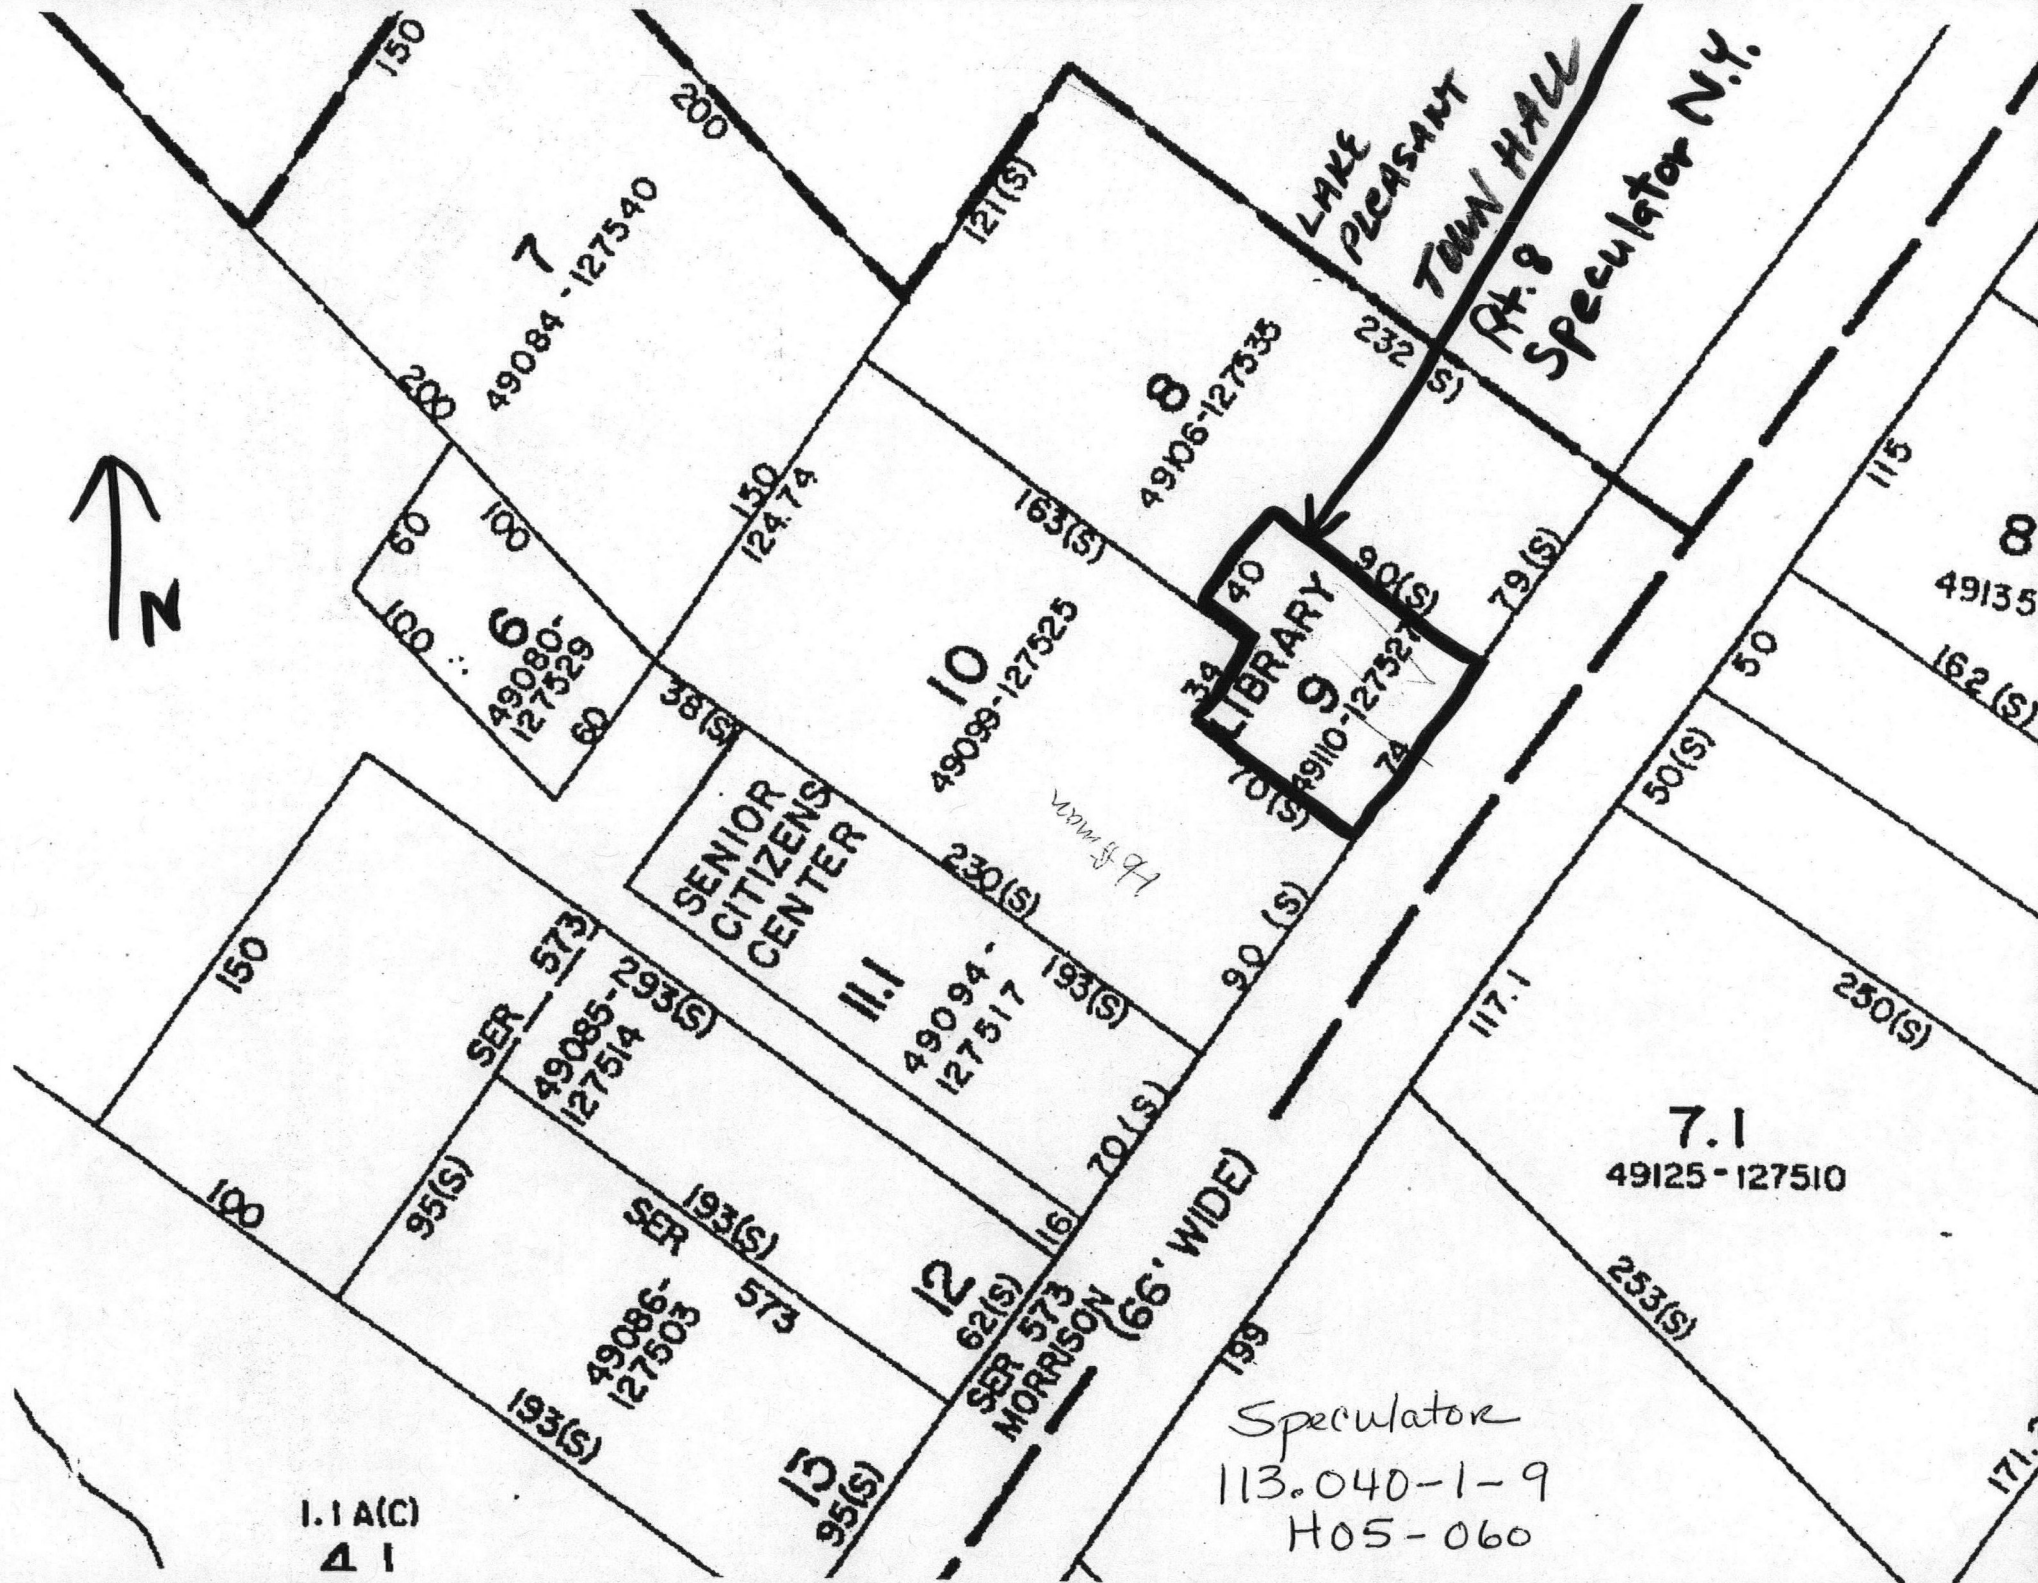 150
200
7
49084 - 127540
200
121(S)
LAKE
PLEASANT
TOWN HALL
Rt. 8
Speculator N.Y.
232 S)
8
49106-127535
150
124.74
163(S)
115
8
49135
N
60
100
100
6
49080-
127529
60
38(S)
10
49099-127525
40
90(S)
79(S)
34
LIBRARY
9
49110-127527
74
70(S)
50
162(S)
50(S)
Hoffman
SENIOR
CITIZENS
CENTER
230(S)
90 (S)
193(S)
11.1
49094 -
127517
150
SER 573
293(S)
49085-
127514
117.1
250(S)
70(S)
7.1
49125-127510
100
95(S)
193(S)
SER 573
16
(66' WIDE)
12
62(S)
SER 573
MORRISON
49086-
127503
253(S)
199
193(S)
13
95(S)
171.
1.1 A(C)
Speculator
113.040-1-9
H05-060